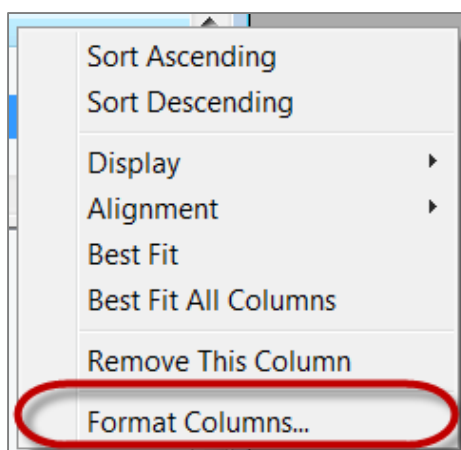 Sort Ascending
Sort Descending
Display
Alignment
Best Fit
Best Fit All Columns
Remove This Column
Format Columns...